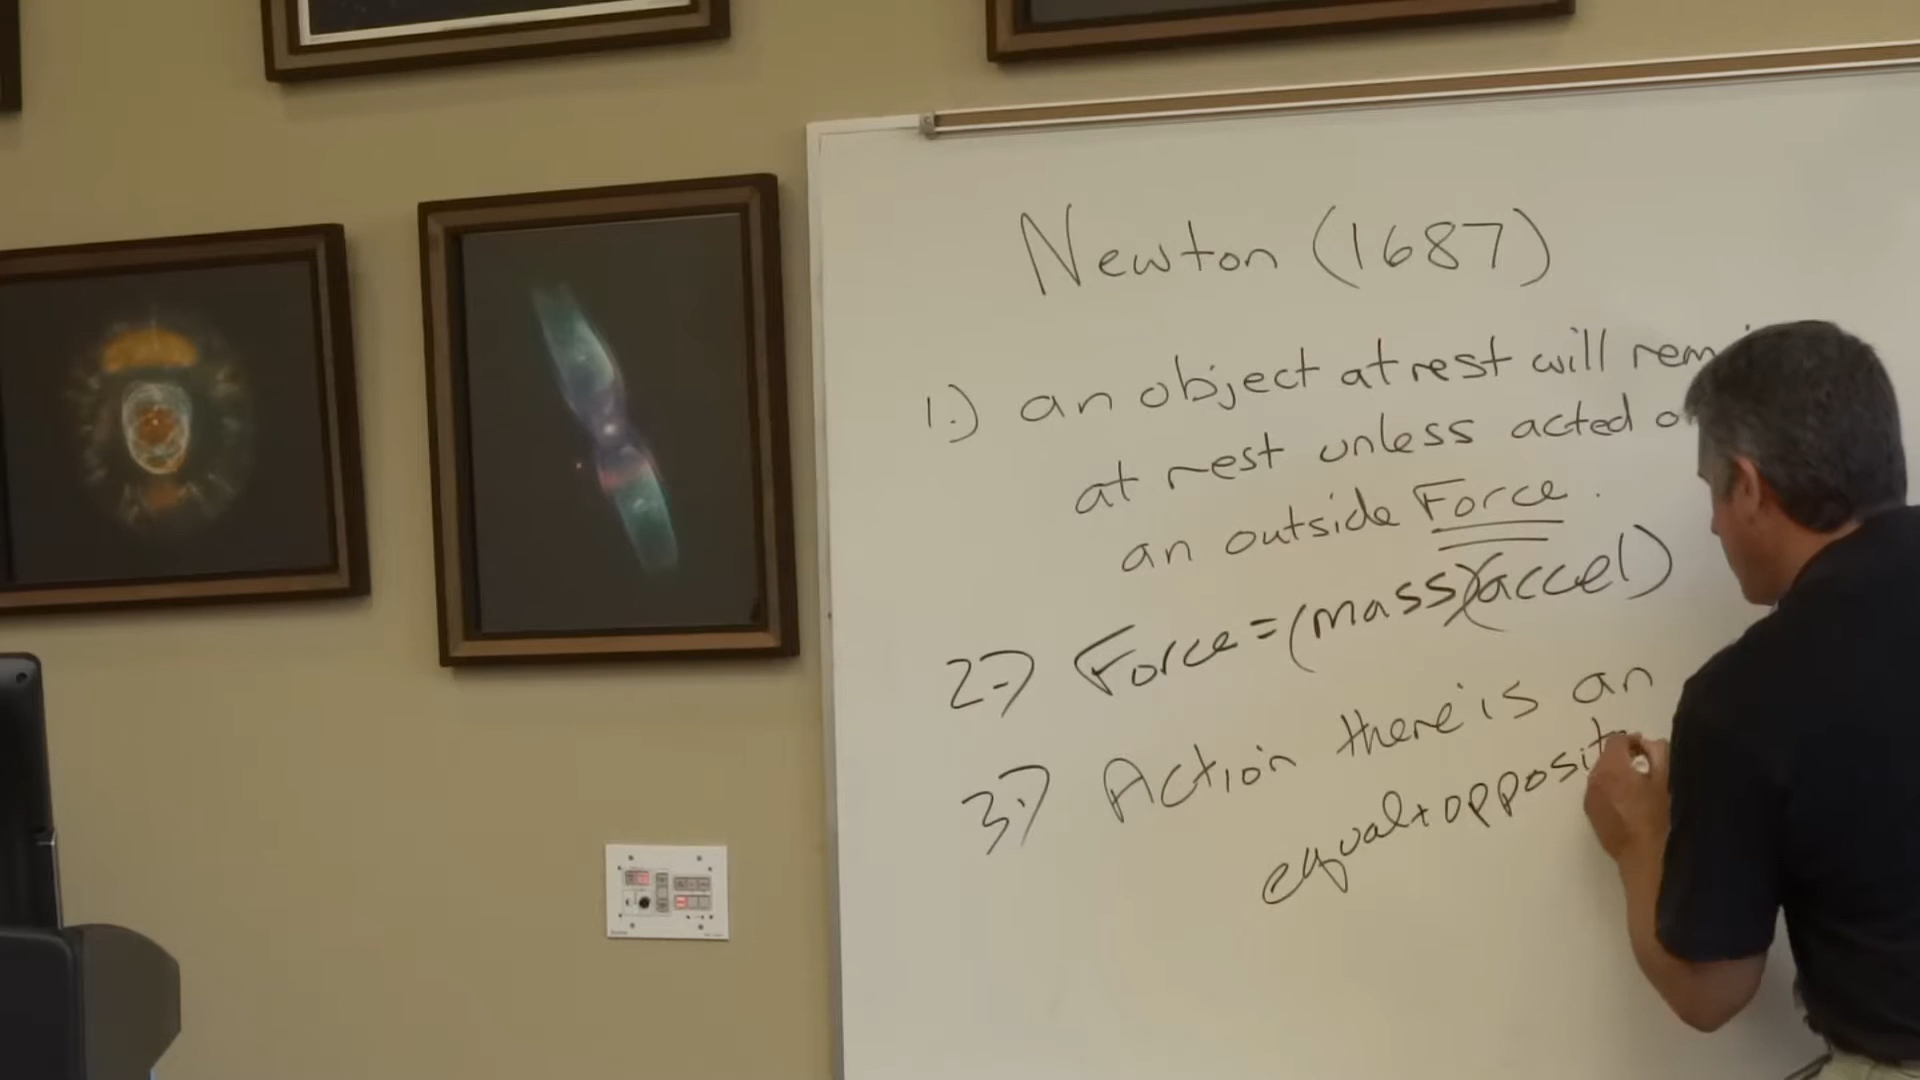 Newton (1687)
1.) an object at rest will rem
at rest unless acted o
an outside Force.
2.) Force = (mass)(accel)
3.) Action there is an
equal + opposit